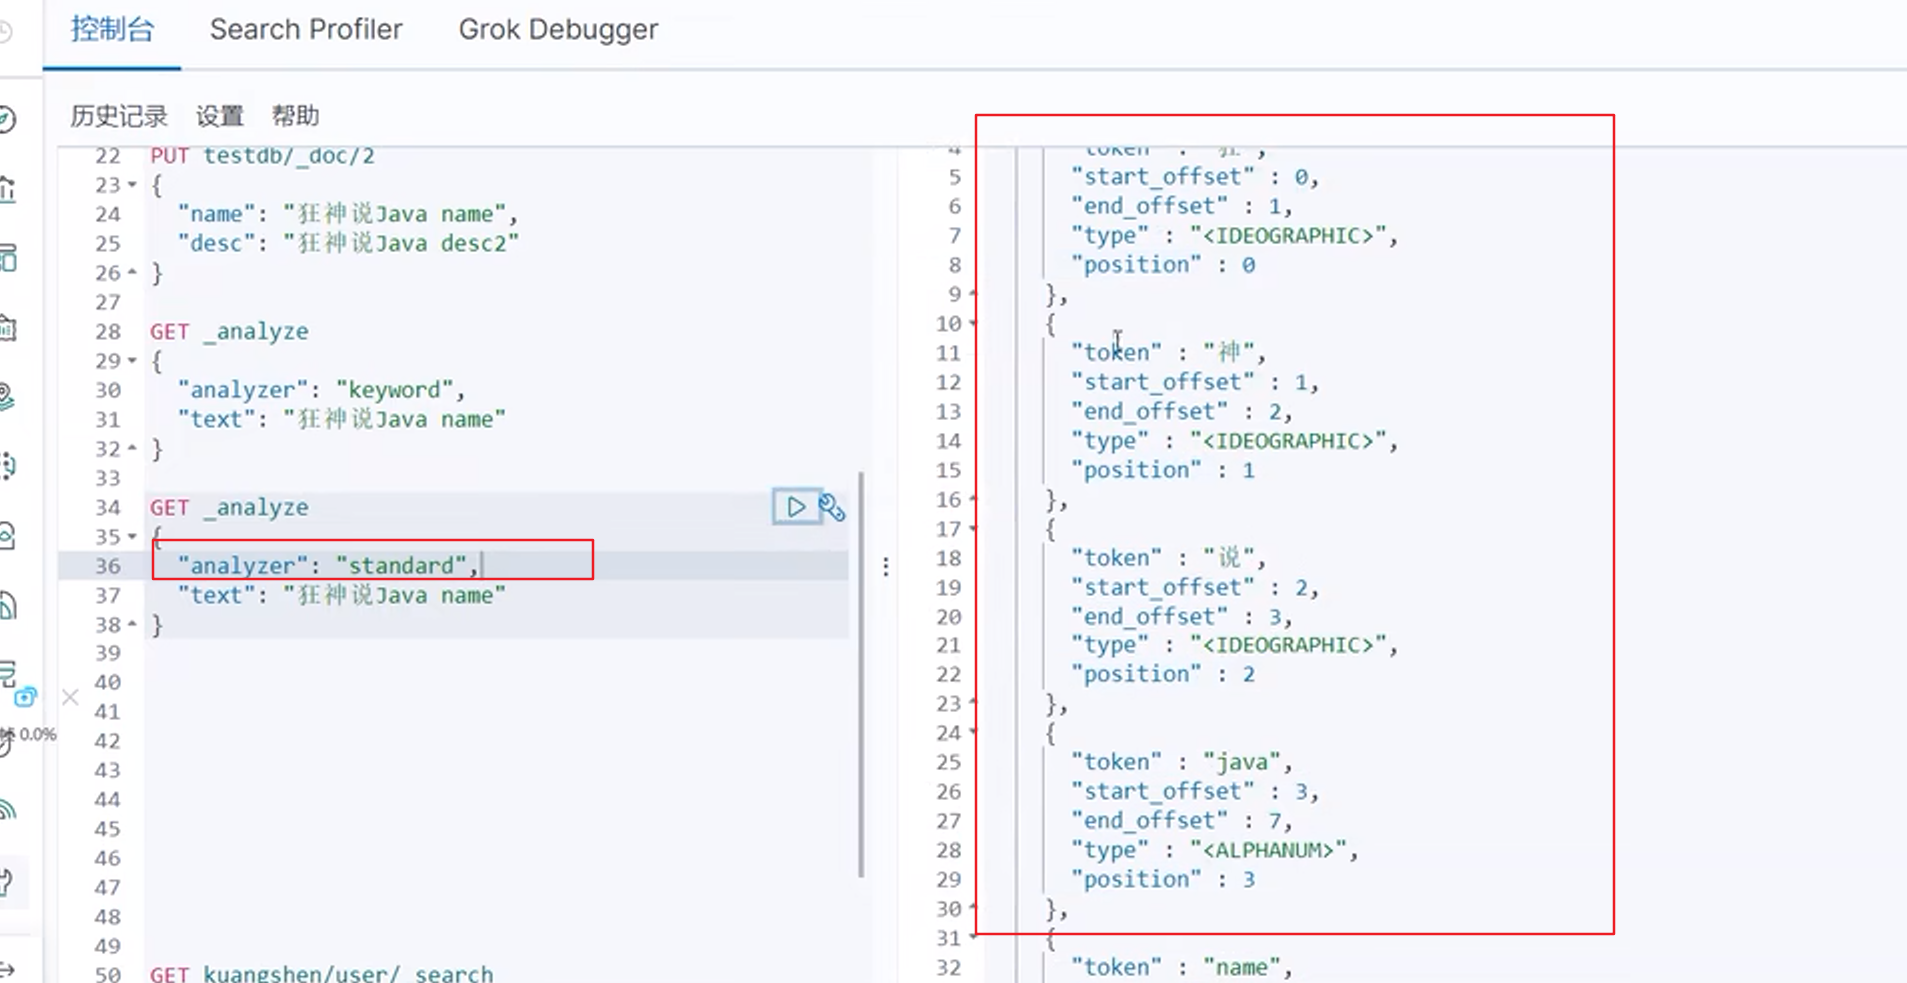 控制台 Search Profiler Grok Debugger
历史记录 设置 帮助
22 PUT testdb/_doc/2
23 {
24 "name": "狂神说Java name",
25 "desc": "狂神说Java desc2"
26 }
27
28 GET _analyze
29 {
30 "analyzer": "keyword",
31 "text": "狂神说Java name"
32 }
33
34 GET _analyze
35 {
36 "analyzer": "standard",
37 "text": "狂神说Java name"
38 }
39
40
41
42
43
44
45
46
47
48
49
50 GET kuangshen/user/_search
0.0%
4 "token" : "狂",
5 "start_offset" : 0,
6 "end_offset" : 1,
7 "type" : "<IDEOGRAPHIC>",
8 "position" : 0
9 },
10 {
11 "token" : "神",
12 "start_offset" : 1,
13 "end_offset" : 2,
14 "type" : "<IDEOGRAPHIC>",
15 "position" : 1
16 },
17 {
18 "token" : "说",
19 "start_offset" : 2,
20 "end_offset" : 3,
21 "type" : "<IDEOGRAPHIC>",
22 "position" : 2
23 },
24 {
25 "token" : "java",
26 "start_offset" : 3,
27 "end_offset" : 7,
28 "type" : "<ALPHANUM>",
29 "position" : 3
30 },
31 {
32 "token" : "name",